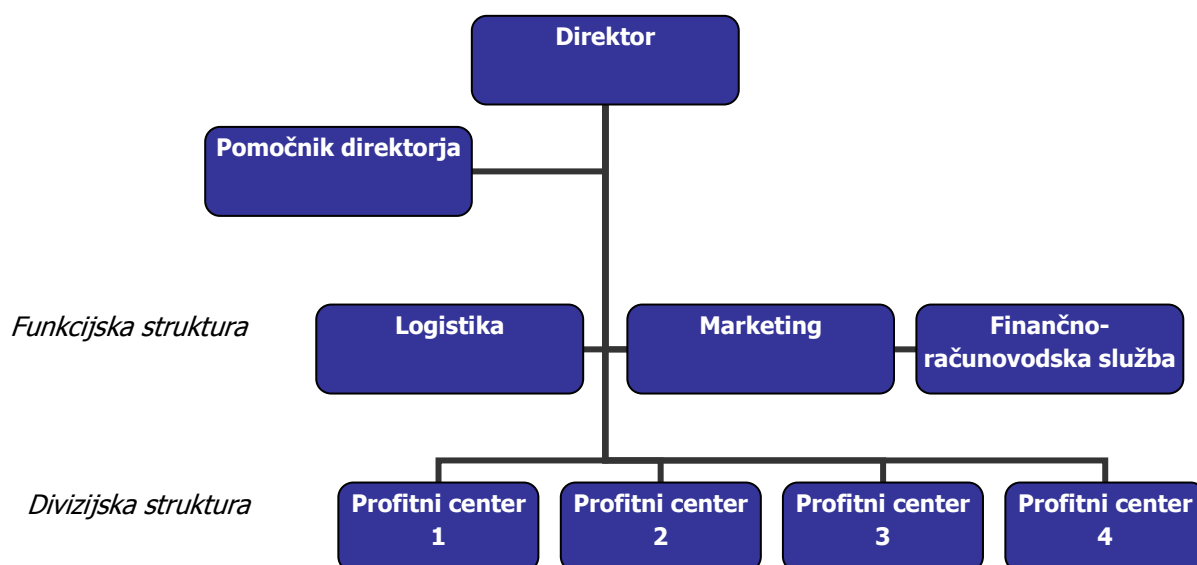 Direktor
Pomočnik direktorja
Funkcijska struktura
Logistika
Marketing
Finančno-
računovodska služba
Divizijska struktura
Profitni center
1
Profitni center
2
Profitni center
3
Profitni center
4